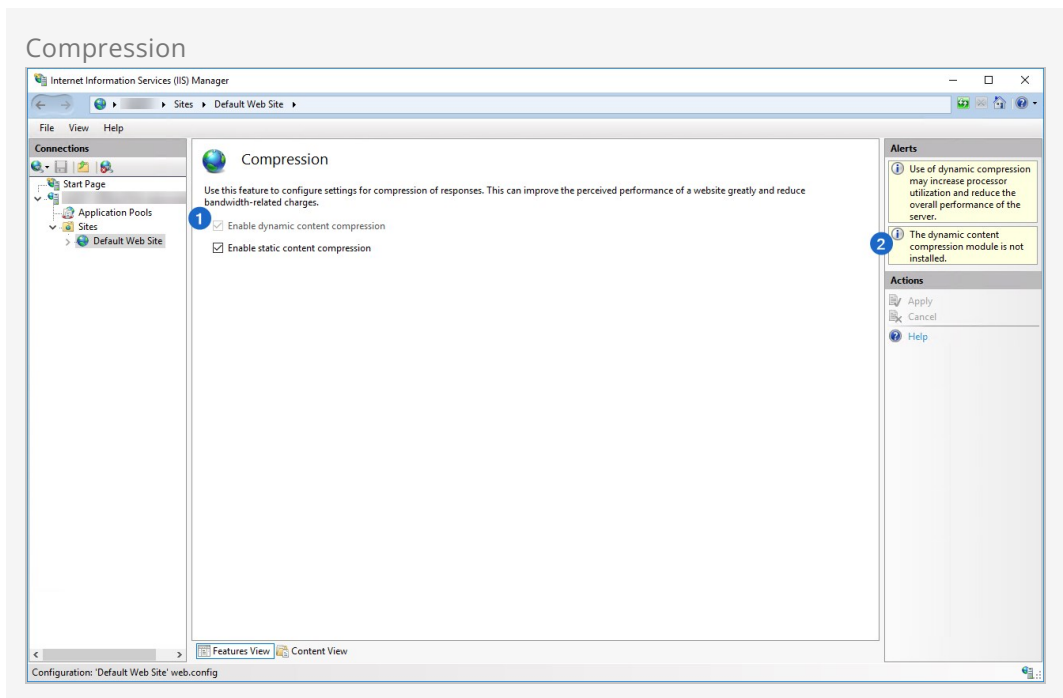 Compression
Internet Information Services (IIS) Manager
Sites
Default Web Site
File View Help
Connections
Start Page
Application Pools
Sites
Default Web Site
Compression
Use this feature to configure settings for compression of responses. This can improve the perceived performance of a website greatly and reduce
bandwidth-related charges.
1
Enable dynamic content compression
Enable static content compression
Features View Content View
Alerts
Use of dynamic compression
may increase processor
utilization and reduce the
overall performance of the
server.
2
The dynamic content
compression module is not
installed.
Actions
Apply
Cancel
Help
Configuration: 'Default Web Site' web.config